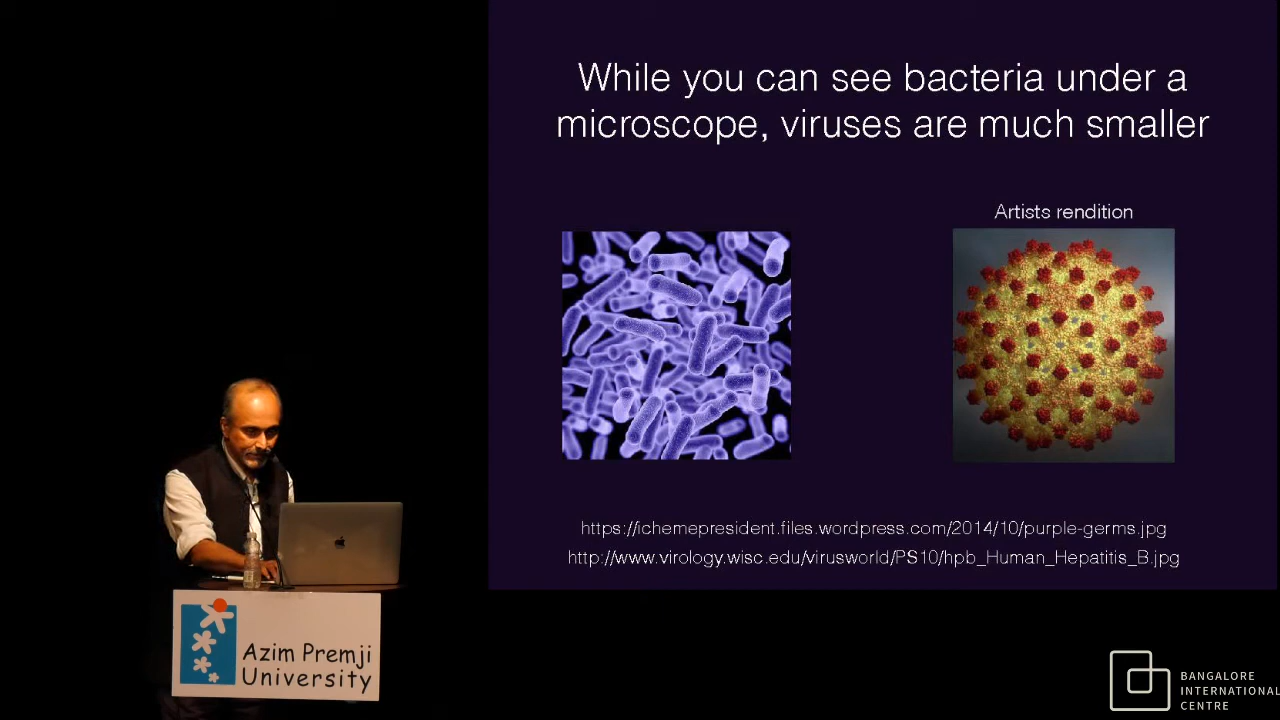 While you can see bacteria under a
microscope, viruses are much smaller
Artists rendition
https://ichemepresident.files.wordpress.com/2014/10/purple-germs.jpg
http://www.virology.wisc.edu/virusworld/PS10/hpb_Human_Hepatitis_B.jpg
Azim Premji
University
BANGALORE
INTERNATIONAL
CENTRE